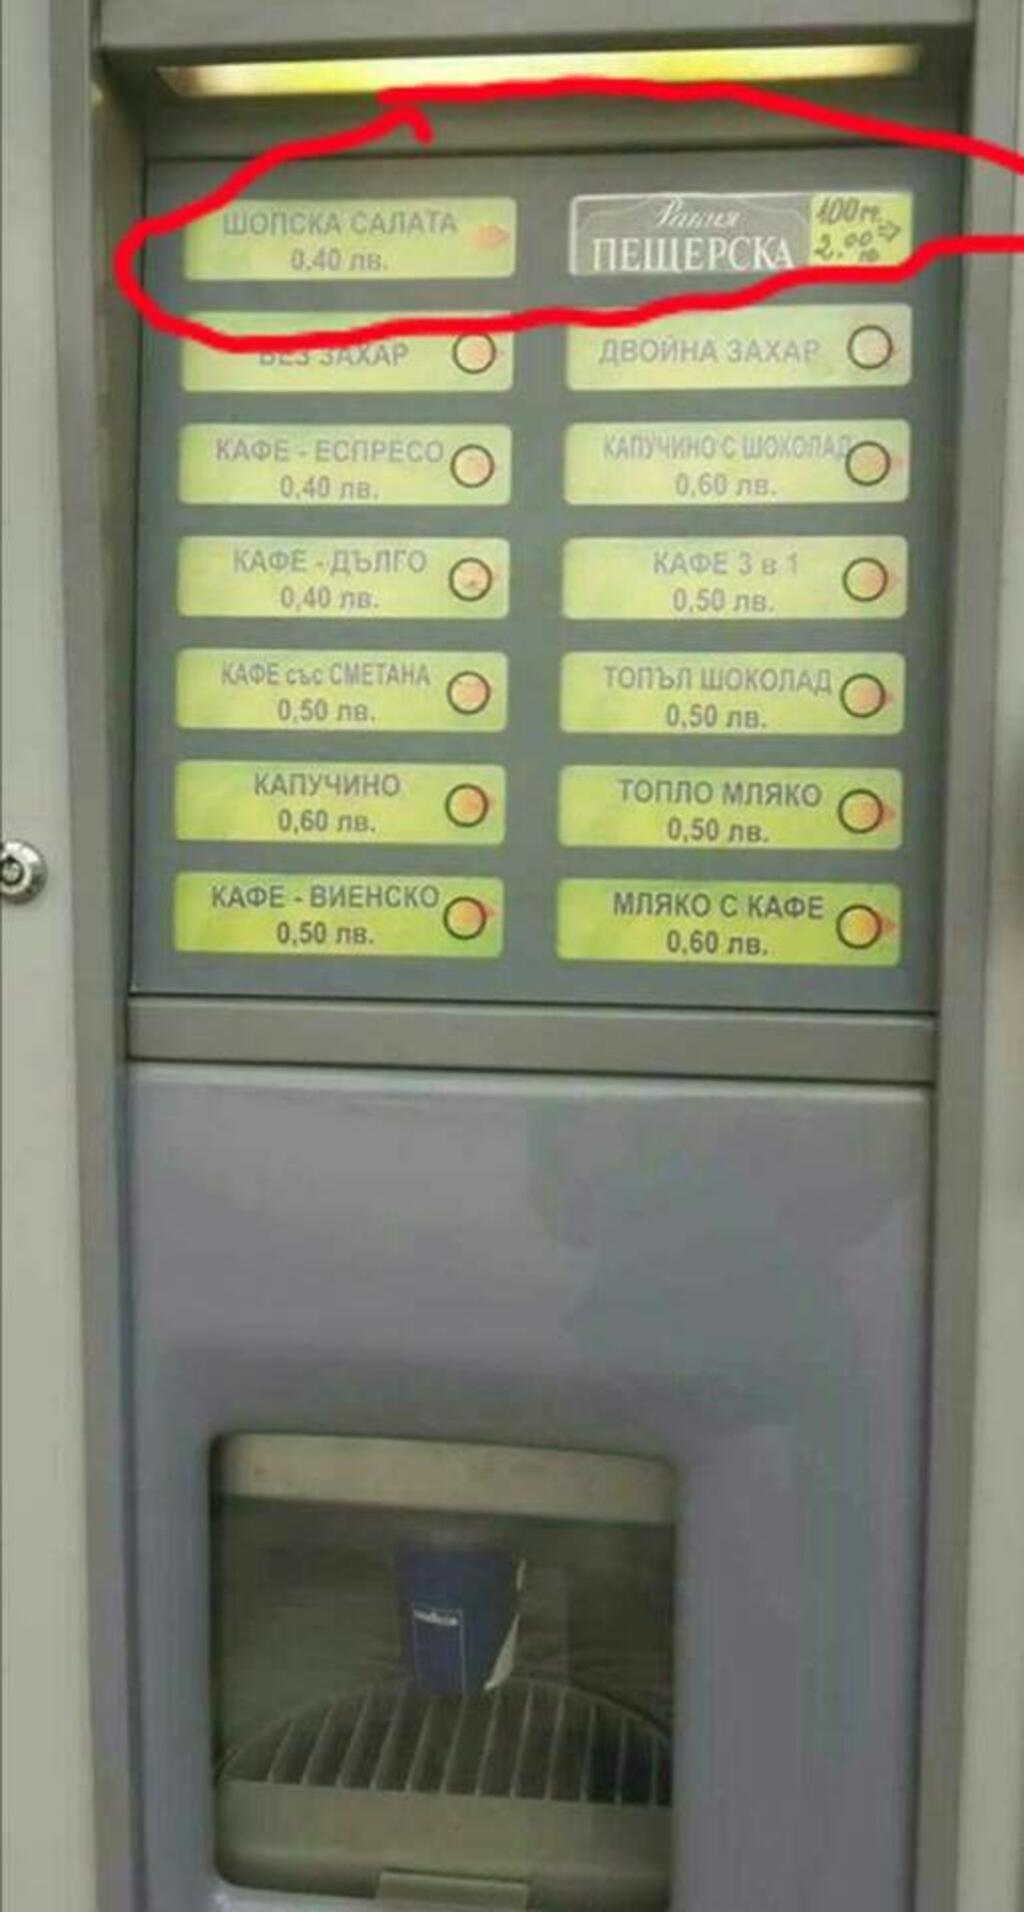 ШОПСКА САЛАТА
0.40 лв.
Ракия
ПЕЩЕРСКА
100 гр.
2.00
БЕЗ ЗАХАР
ДВОЙНА ЗАХАР
КАФЕ - ЕСПРЕСО
0,40 лв.
КАПУЧИНО С ШОКОЛАД
0,60 лв.
КАФЕ - ДЪЛГО
0,40 лв.
КАФЕ 3 в 1
0,50 лв.
КАФЕ със СМЕТАНА
0,50 лв.
ТОПЪЛ ШОКОЛАД
0,50 лв.
КАПУЧИНО
0,60 лв.
ТОПЛО МЛЯКО
0,50 лв.
КАФЕ - ВИЕНСКО
0,50 лв.
МЛЯКО С КАФЕ
0,60 лв.